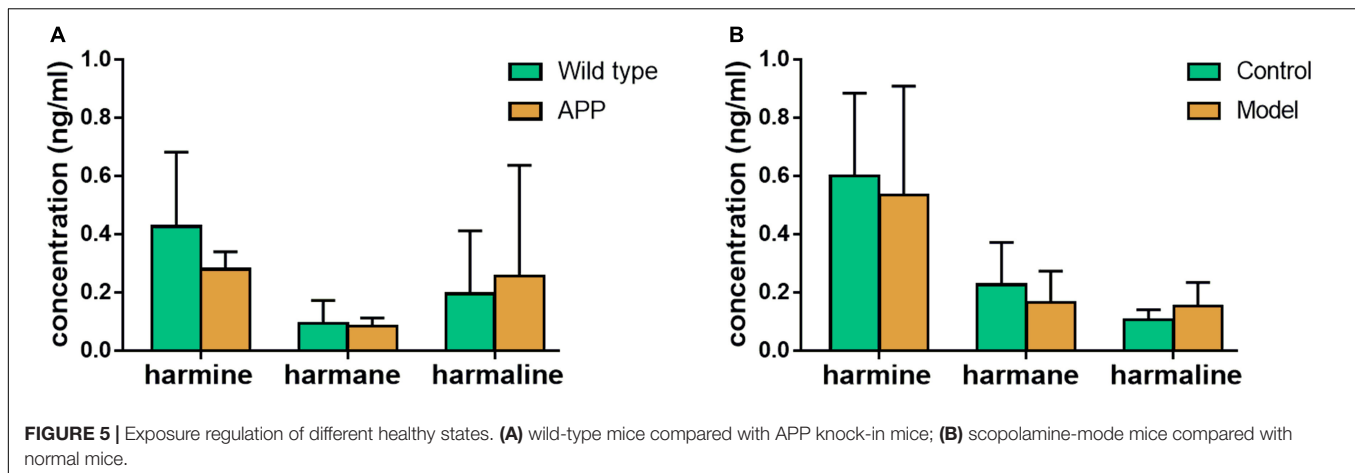 A
B
concentration (ng/ml)
1.0
0.8
0.6
0.4
0.2
0.0
Wild type
APP
harmine harmane harmaline
concentration (ng/ml)
1.0
0.8
0.6
0.4
0.2
0.0
Control
Model
harmine harmane harmaline
FIGURE 5 | Exposure regulation of different healthy states. (A) wild-type mice compared with APP knock-in mice; (B) scopolamine-mode mice compared with
normal mice.